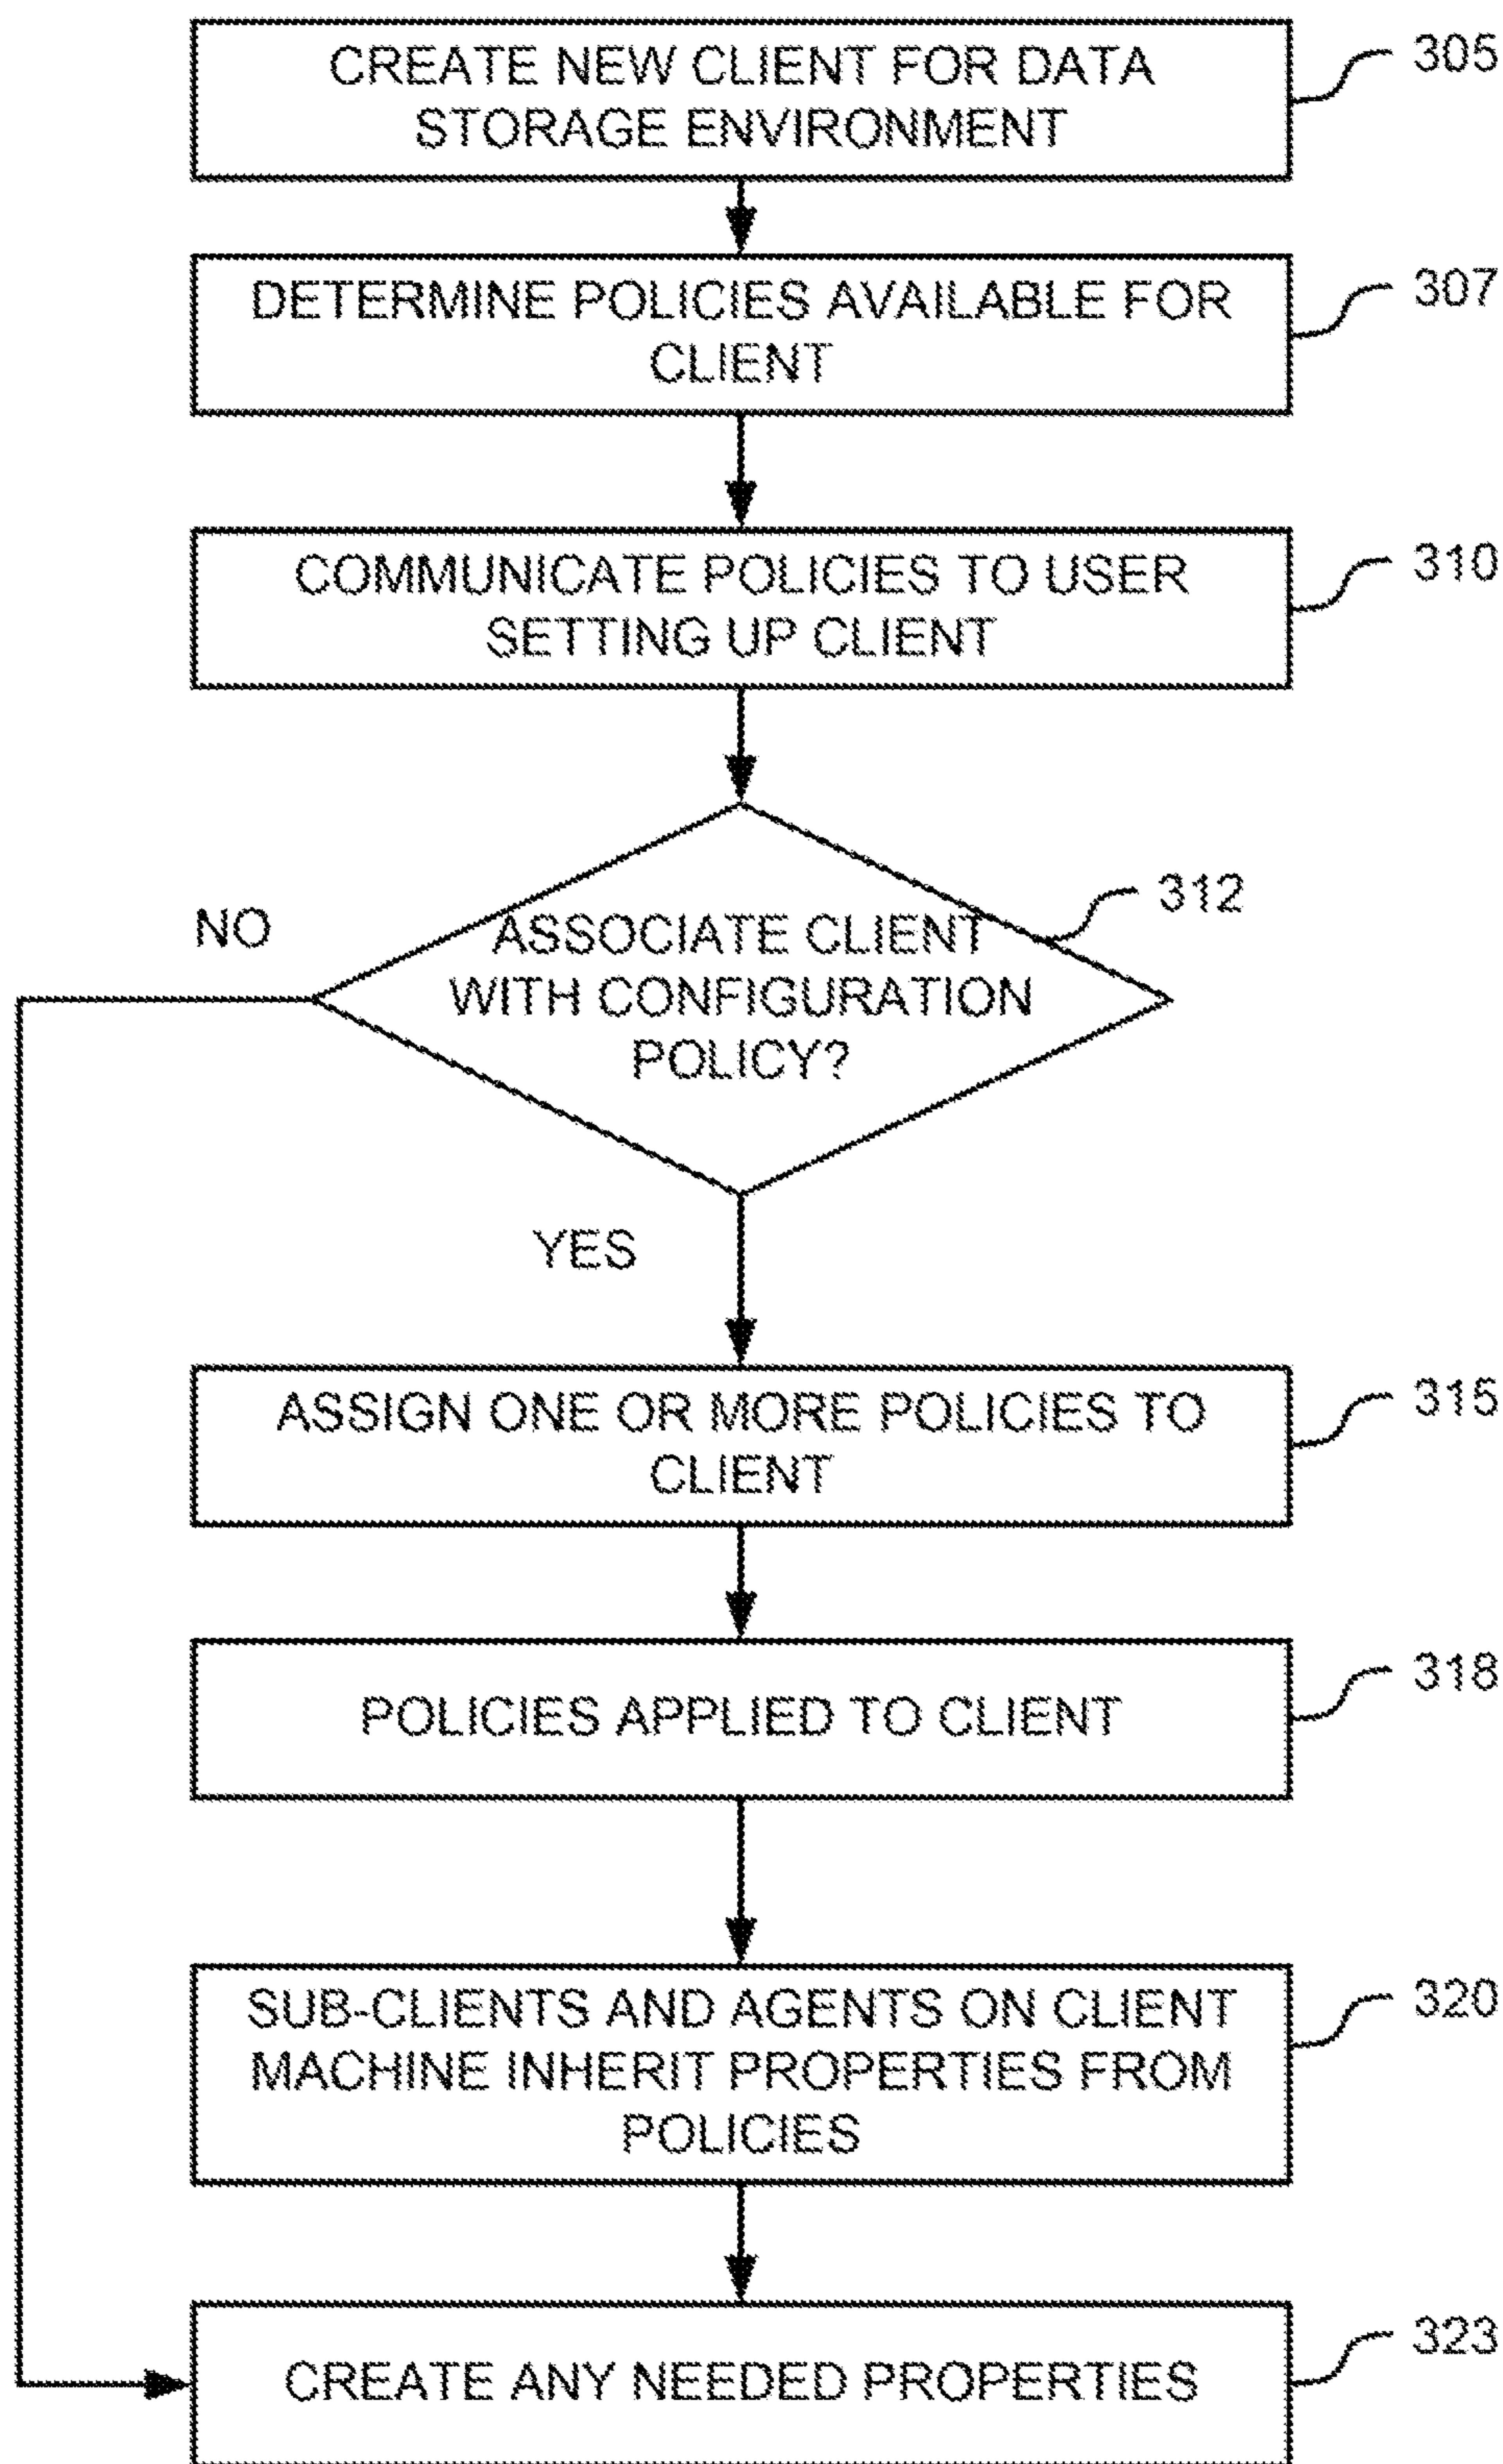 CREATE NEW CLIENT FOR DATA
STORAGE ENVIRONMENT
305
DETERMINE POLICIES AVAILABLE FOR
CLIENT
307
COMMUNICATE POLICIES TO USER
SETTING UP CLIENT
310
312
NO
ASSOCIATE CLIENT
WITH CONFIGURATION
POLICY?
YES
ASSIGN ONE OR MORE POLICIES TO
CLIENT
315
POLICIES APPLIED TO CLIENT
318
SUB-CLIENTS AND AGENTS ON CLIENT
MACHINE INHERIT PROPERTIES FROM
POLICIES
320
CREATE ANY NEEDED PROPERTIES
323